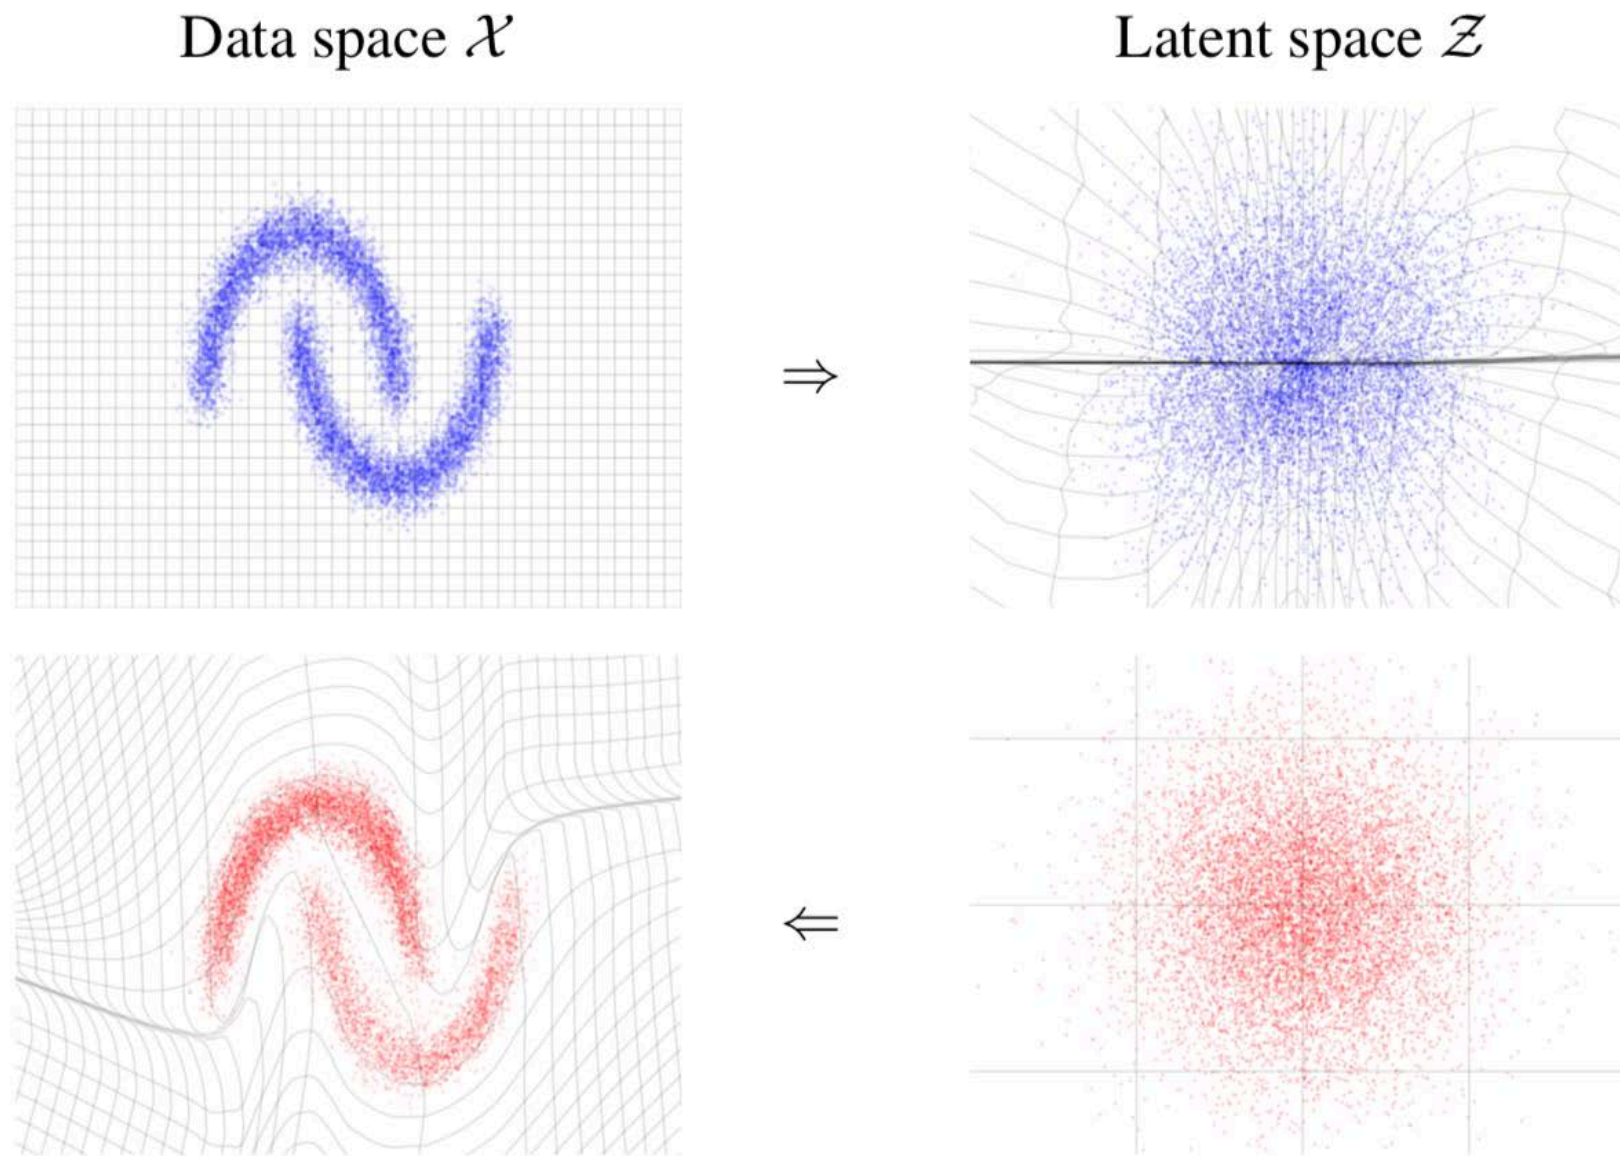 Data space 𝒳
Latent space 𝒵
⇒
⇐